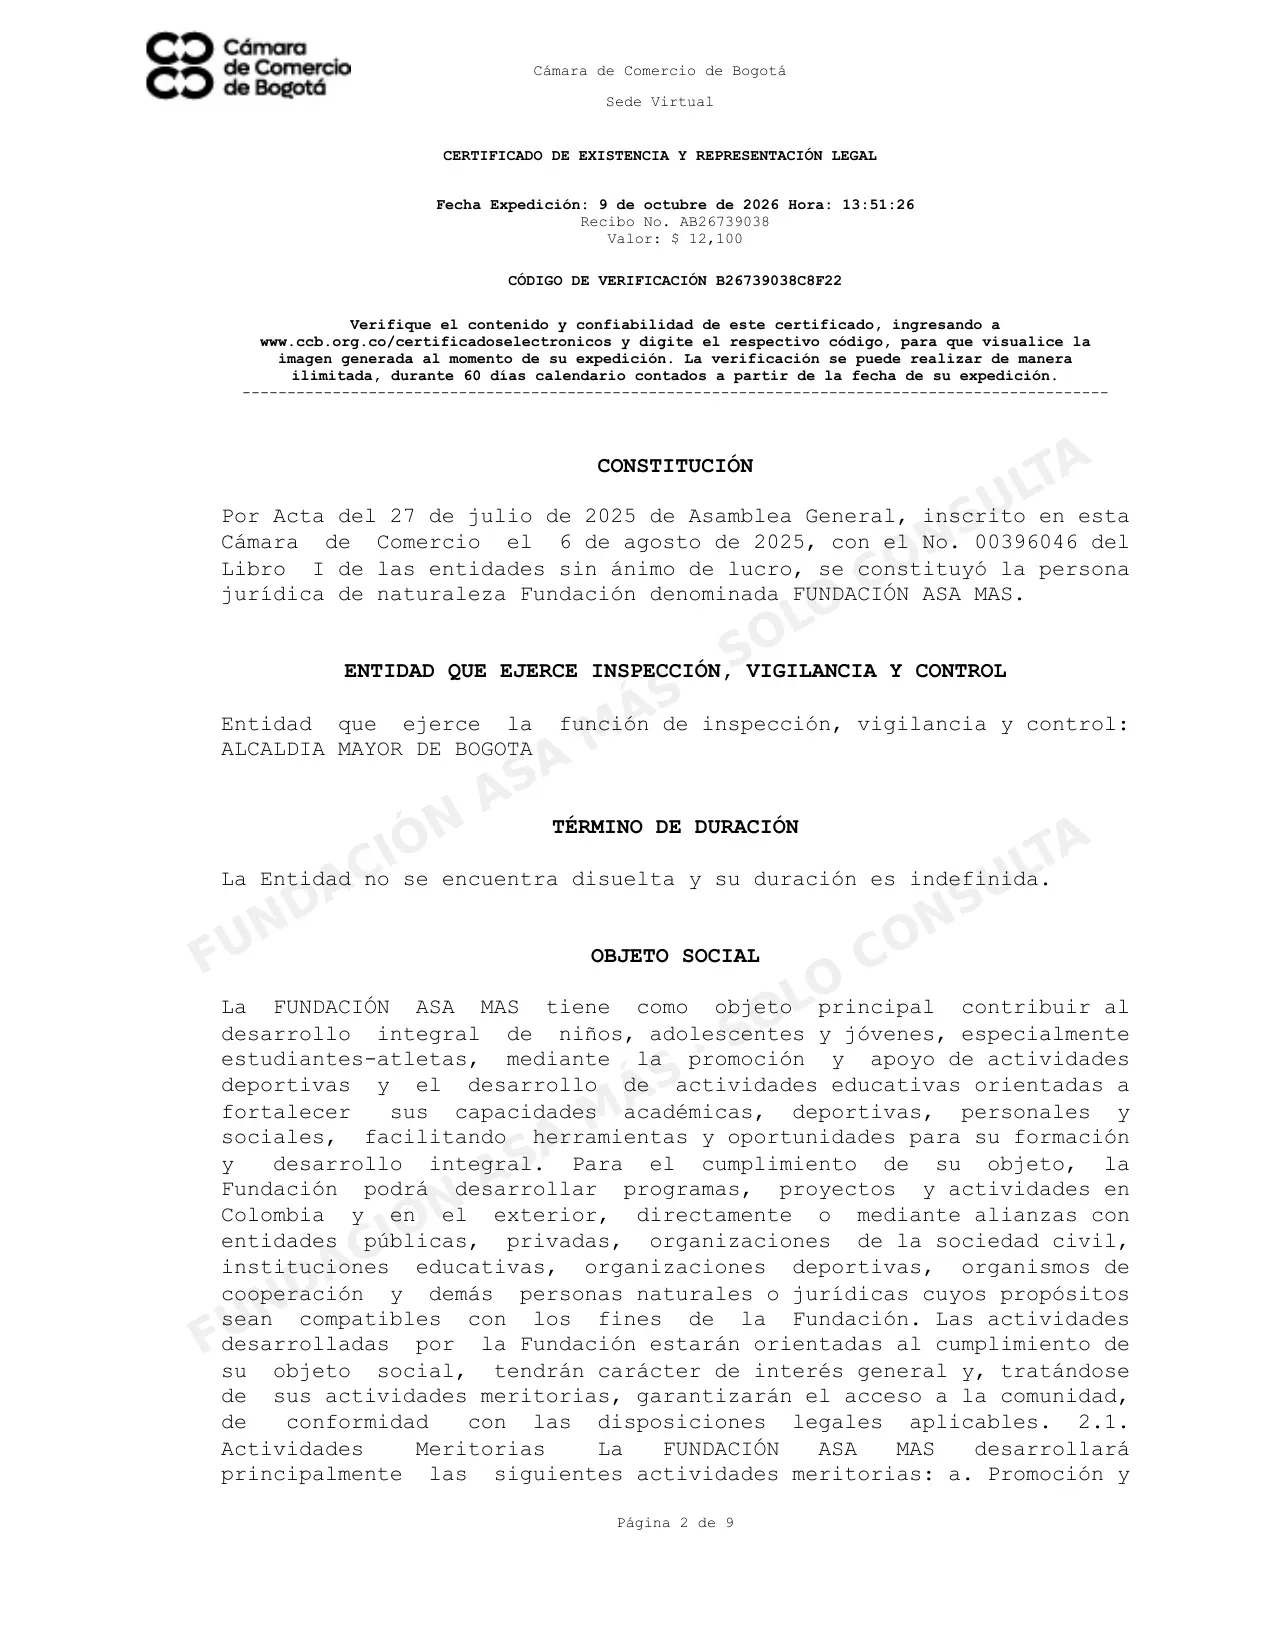 Cámara
de Comercio
de Bogotá
Cámara de Comercio de Bogotá
Sede Virtual
CERTIFICADO DE EXISTENCIA Y REPRESENTACIÓN LEGAL
Fecha Expedición: 9 de octubre de 2026 Hora: 13:51:26
Recibo No. AB26739038
Valor: $ 12,100
CÓDIGO DE VERIFICACIÓN B26739038C8F22
Verifique el contenido y confiabilidad de este certificado, ingresando a
www.ccb.org.co/certificadoselectronicos y digite el respectivo código, para que visualice la
imagen generada al momento de su expedición. La verificación se puede realizar de manera
ilimitada, durante 60 días calendario contados a partir de la fecha de su expedición.
------------------------------------------------------------------------------------------------
CONSTITUCIÓN
Por Acta del 27 de julio de 2025 de Asamblea General, inscrito en esta
Cámara de Comercio el 6 de agosto de 2025, con el No. 00396046 del
Libro I de las entidades sin ánimo de lucro, se constituyó la persona
jurídica de naturaleza Fundación denominada FUNDACIÓN ASA MAS.
ENTIDAD QUE EJERCE INSPECCIÓN, VIGILANCIA Y CONTROL
Entidad que ejerce la función de inspección, vigilancia y control:
ALCALDIA MAYOR DE BOGOTA
TÉRMINO DE DURACIÓN
La Entidad no se encuentra disuelta y su duración es indefinida.
OBJETO SOCIAL
La FUNDACIÓN ASA MAS tiene como objeto principal contribuir al
desarrollo integral de niños, adolescentes y jóvenes, especialmente
estudiantes-atletas, mediante la promoción y apoyo de actividades
deportivas y el desarrollo de actividades educativas orientadas a
fortalecer sus capacidades académicas, deportivas, personales y
sociales, facilitando herramientas y oportunidades para su formación
y desarrollo integral. Para el cumplimiento de su objeto, la
Fundación podrá desarrollar programas, proyectos y actividades en
Colombia y en el exterior, directamente o mediante alianzas con
entidades públicas, privadas, organizaciones de la sociedad civil,
instituciones educativas, organizaciones deportivas, organismos de
cooperación y demás personas naturales o jurídicas cuyos propósitos
sean compatibles con los fines de la Fundación. Las actividades
desarrolladas por la Fundación estarán orientadas al cumplimiento de
su objeto social, tendrán carácter de interés general y, tratándose
de sus actividades meritorias, garantizarán el acceso a la comunidad,
de conformidad con las disposiciones legales aplicables. 2.1.
Actividades Meritorias La FUNDACIÓN ASA MAS desarrollará
principalmente las siguientes actividades meritorias: a. Promoción y
Página 2 de 9
FUNDACIÓN ASA MÁS · SOLO CONSULTA
FUNDACIÓN ASA MÁS · SOLO CONSULTA